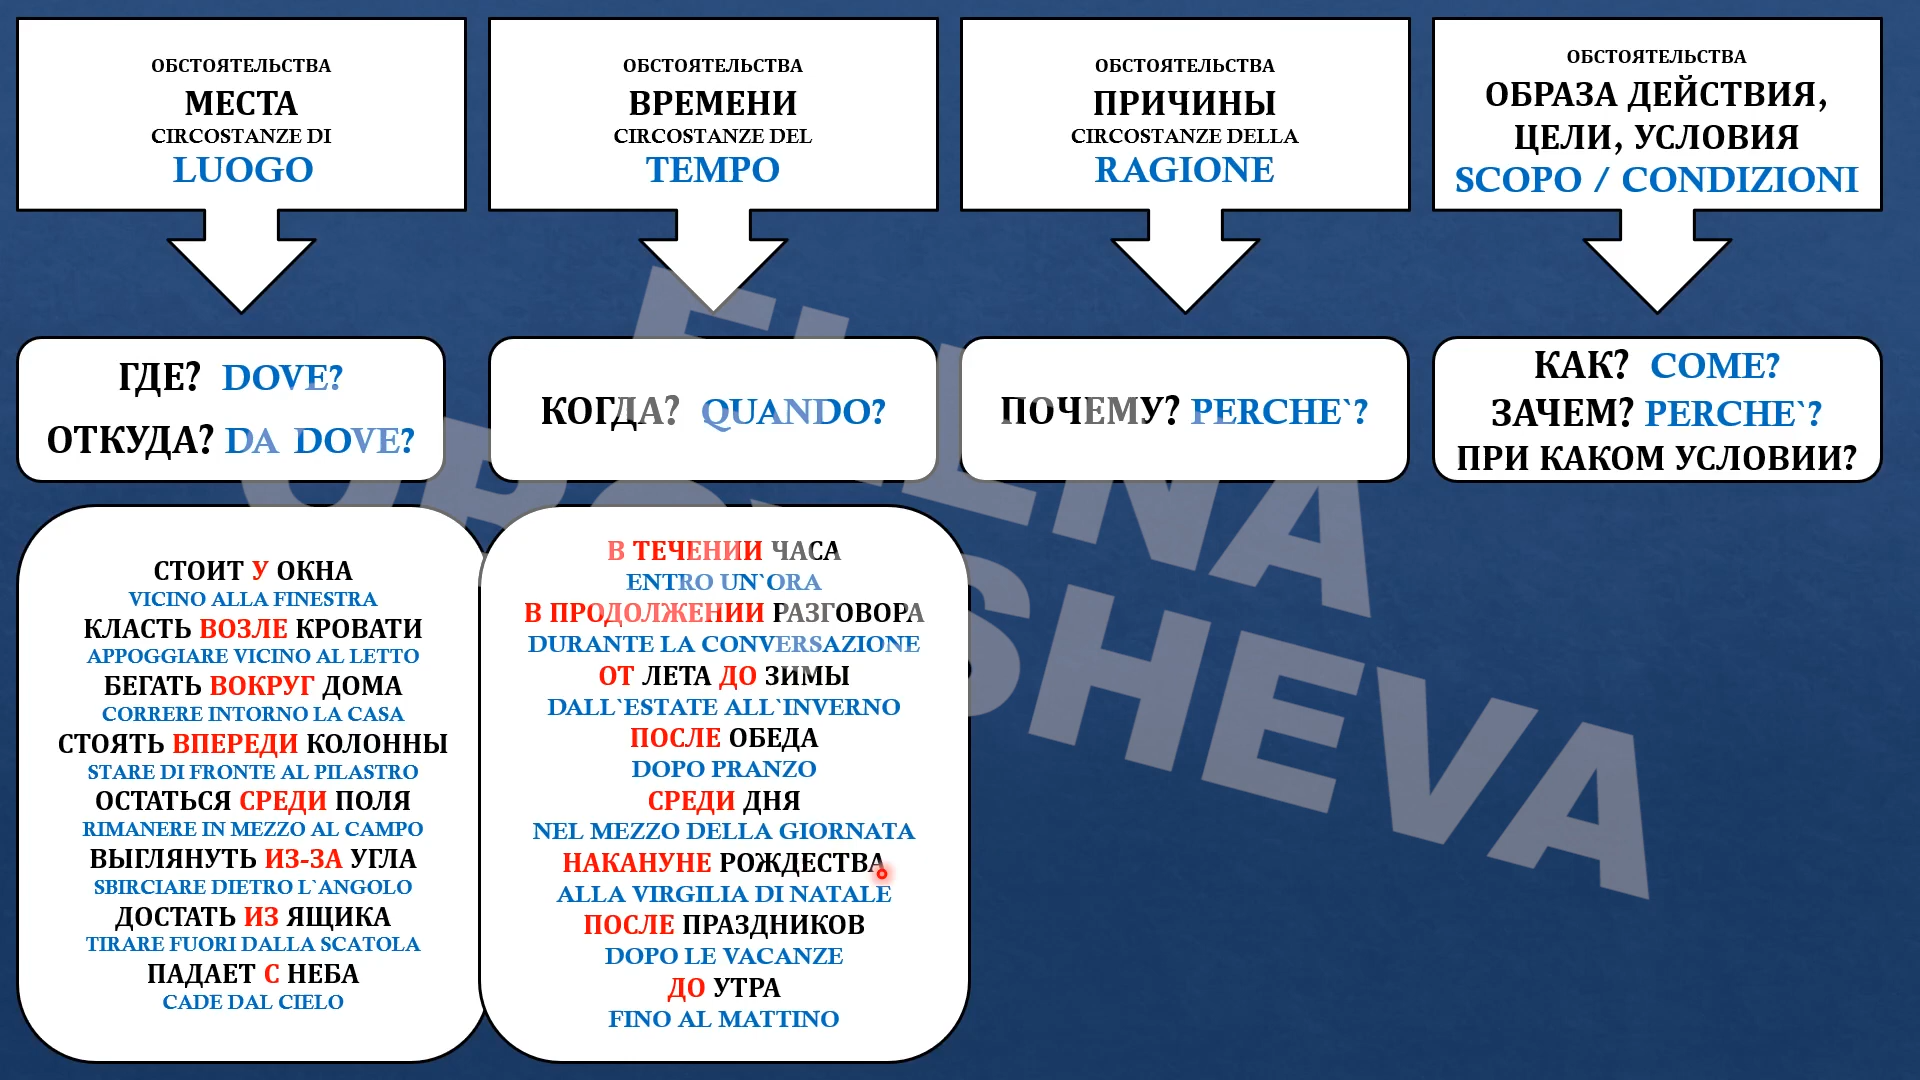 ОБСТОЯТЕЛЬСТВА
МЕСТА
CIRCOSTANZE DI
LUOGO
ОБСТОЯТЕЛЬСТВА
ВРЕМЕНИ
CIRCOSTANZE DEL
TEMPO
ОБСТОЯТЕЛЬСТВА
ПРИЧИНЫ
CIRCOSTANZE DELLA
RAGIONE
ОБСТОЯТЕЛЬСТВА
ОБРАЗА ДЕЙСТВИЯ,
ЦЕЛИ, УСЛОВИЯ
SCOPO / CONDIZIONI
ГДЕ? DOVE?
ОТКУДА? DA DOVE?
КОГДА? QUANDO?
ПОЧЕМУ? PERCHE`?
КАК? COME?
ЗАЧЕМ? PERCHE`?
ПРИ КАКОМ УСЛОВИИ?
СТОИТ У ОКНА
VICINO ALLA FINESTRA
КЛАСТЬ ВОЗЛЕ КРОВАТИ
APPOGGIARE VICINO AL LETTO
БЕГАТЬ ВОКРУГ ДОМА
CORRERE INTORNO LA CASA
СТОЯТЬ ВПЕРЕДИ КОЛОННЫ
STARE DI FRONTE AL PILASTRO
ОСТАТЬСЯ СРЕДИ ПОЛЯ
RIMANERE IN MEZZO AL CAMPO
ВЫГЛЯНУТЬ ИЗ-ЗА УГЛА
SBIRCIARE DIETRO L`ANGOLO
ДОСТАТЬ ИЗ ЯЩИКА
TIRARE FUORI DALLA SCATOLA
ПАДАЕТ С НЕБА
CADE DAL CIELO
В ТЕЧЕНИИ ЧАСА
ENTRO UN`ORA
В ПРОДОЛЖЕНИИ РАЗГОВОРА
DURANTE LA CONVERSAZIONE
ОТ ЛЕТА ДО ЗИМЫ
DALL`ESTATE ALL`INVERNO
ПОСЛЕ ОБЕДА
DOPO PRANZO
СРЕДИ ДНЯ
NEL MEZZO DELLA GIORNATA
НАКАНУНЕ РОЖДЕСТВА
ALLA VIRGILIA DI NATALE
ПОСЛЕ ПРАЗДНИКОВ
DOPO LE VACANZE
ДО УТРА
FINO AL MATTINO
ELENA